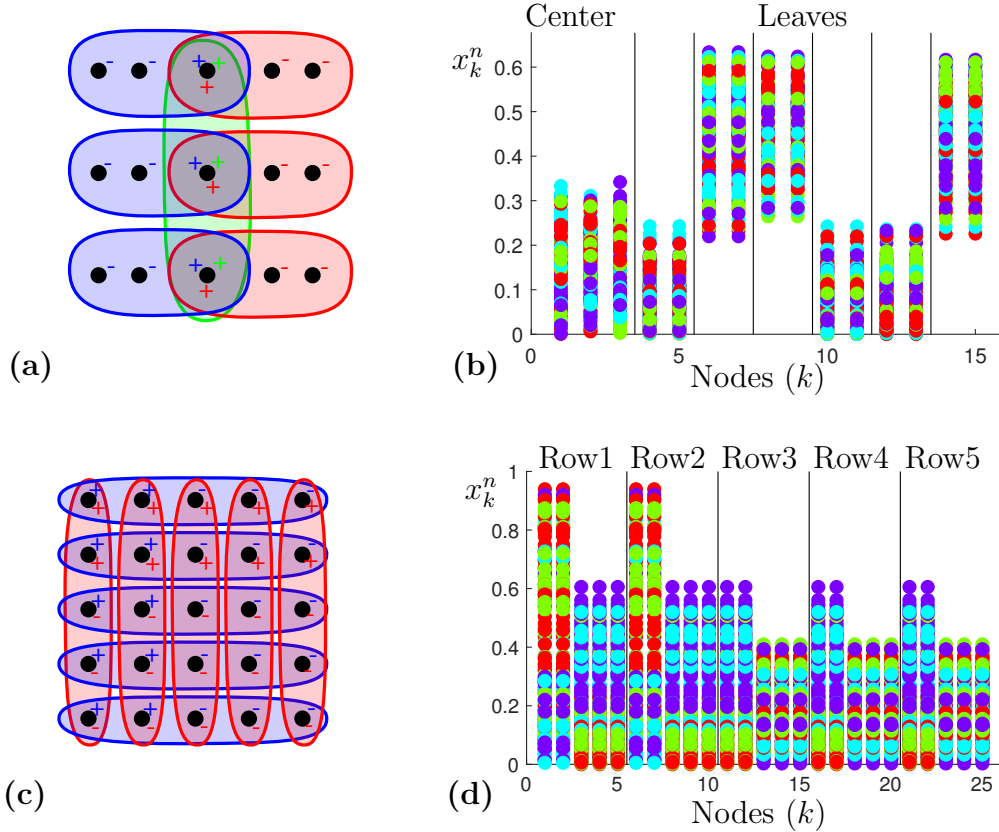 (a)
+ - -
Center Leaves
x_k^n
0.6
0.5
0.4
0.3
0.2
0.1
0
0 5 10 15
Nodes (k)
(b)
(c)
Row1 Row2 Row3 Row4 Row5
x_k^n
1
0.8
0.6
0.4
0.2
0
0 5 10 15 20 25
Nodes (k)
(d)